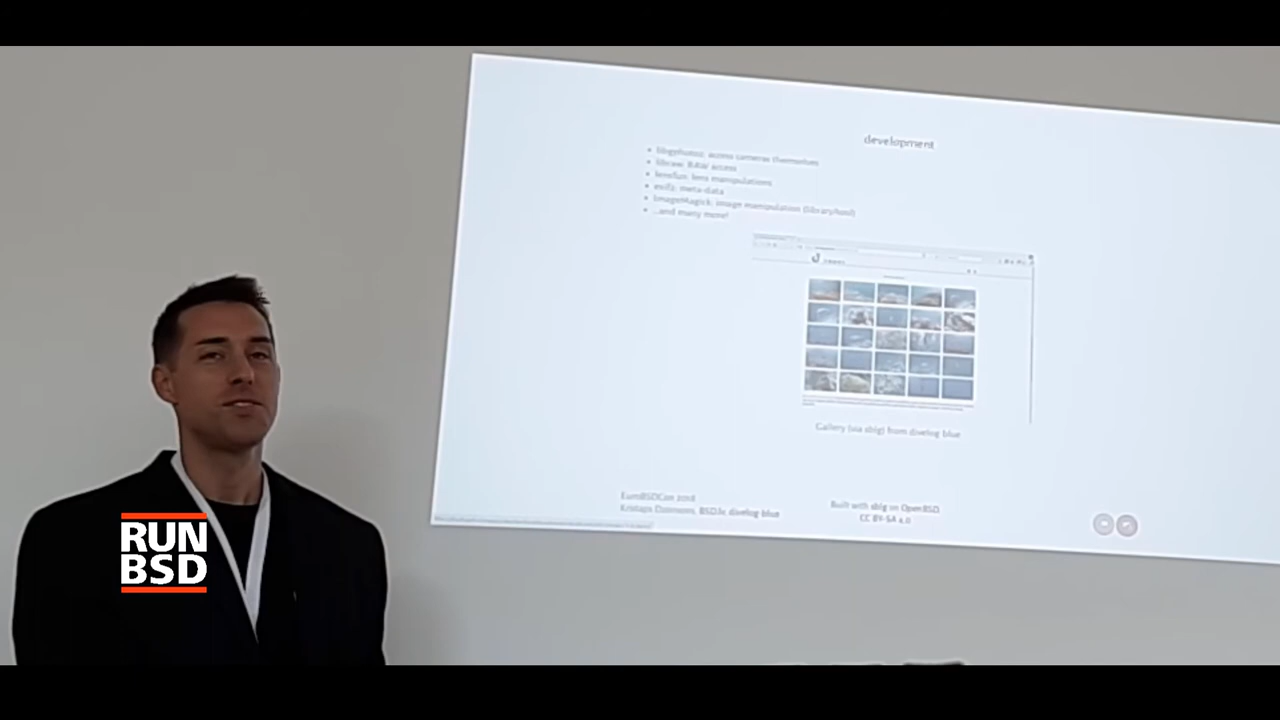 development
libgphoto2: access cameras themselves
libraw: RAW access
lensfun: lens manipulations
exif2: meta-data
ImageMagick: image manipulation (library/tool)
...and many more!
Gallery (via sblg) from divelog.blue
EuroBSDCon 2018
Kristaps Dzonsons, BSD.lv, divelog.blue
Built with sblg on OpenBSD
CC BY-SA 4.0
RUN
BSD